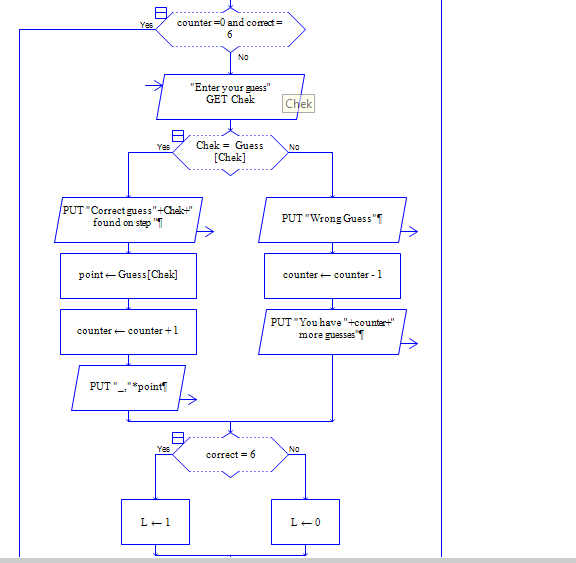 counter =0 and correct =
6
Yes
No
"Enter your guess"
GET Chek
Chek
Chek = Guess
[Chek]
Yes
No
PUT "Correct guess"+Chek+"
found on step "¶
PUT "Wrong Guess"¶
point ← Guess[Chek]
counter ← counter - 1
counter ← counter + 1
PUT "You have "+counter+"
more guesses"¶
PUT "_,"*point¶
Yes
No
correct = 6
L ← 1
L ← 0